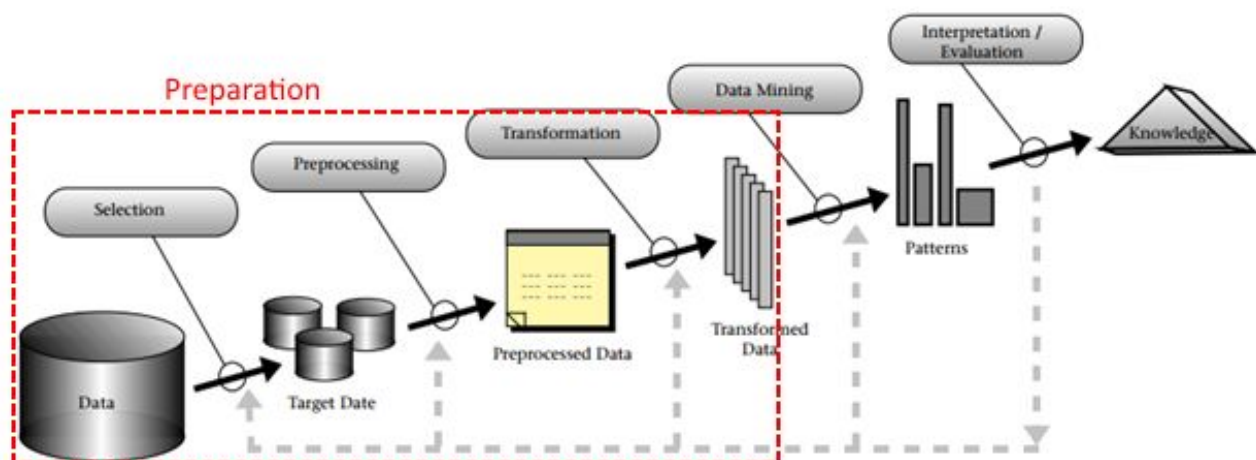 Interpretation /
Evaluation
Preparation
Data Mining
Transformation
Knowledge
Preprocessing
Selection
Patterns
Transformed
Data
Preprocessed Data
Data
Target Date